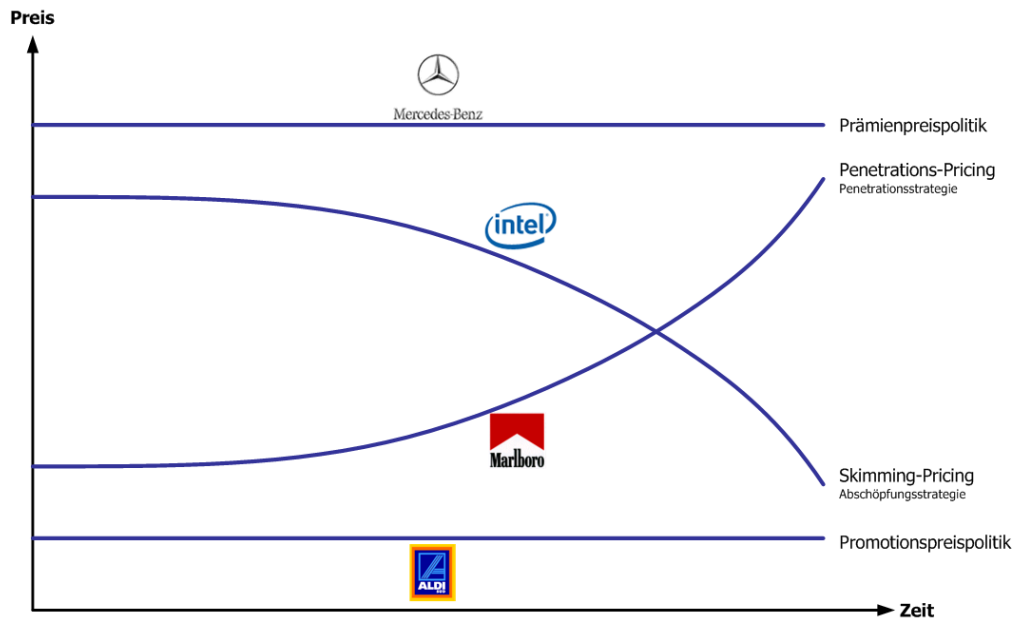 Preis
Mercedes-Benz
Prämienpreispolitik
Penetrations-Pricing
Penetrationsstrategie
intel
Marlboro
Skimming-Pricing
Abschöpfungsstrategie
Promotionspreispolitik
ALDI
Zeit